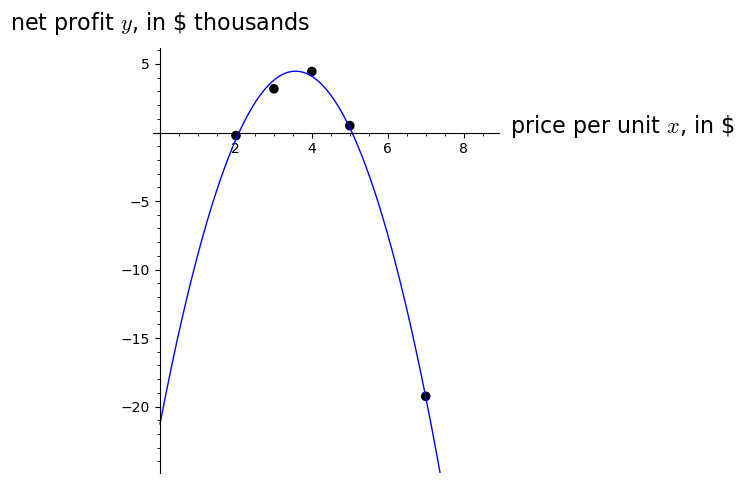 net profit y, in $ thousands
5
price per unit x, in $
2 4 6 8
−5
−10
−15
−20